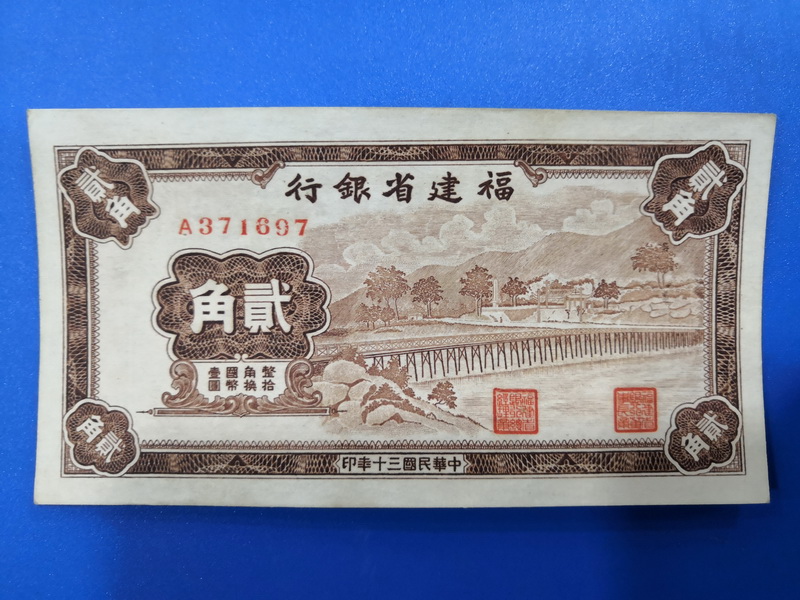 福建省銀行
A371697
貳角
貳角
貳角
整拾
角換
國幣
壹圓
貳角
貳角
中華民國三十年印